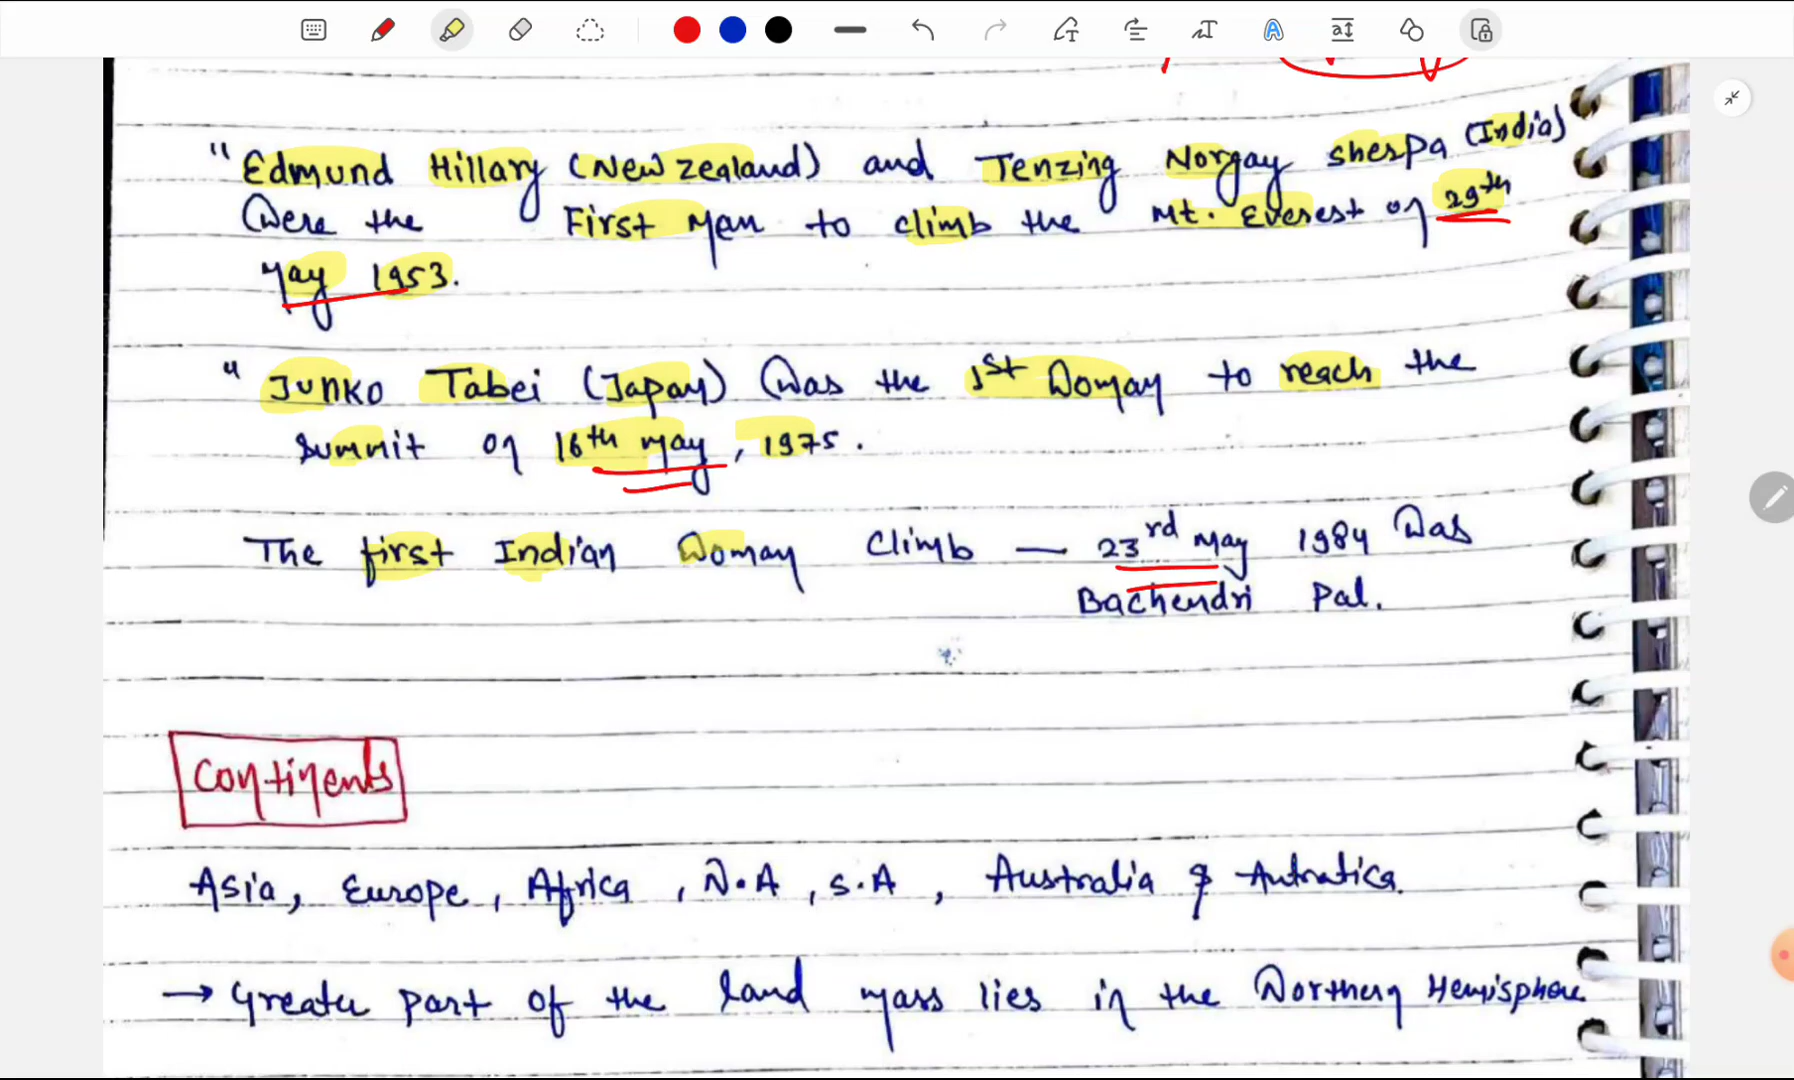 "Edmund Hillary (New zealand) and Tenzing Norgay sherpa (India)
Were the First Man to climb the Mt. Everest on 29th
May 1953.
"Junko Tabei (Japan) Was the 1st Woman to reach the
summit on 16th may, 1975.
The first Indian Woman Climb — 23rd May 1984 Was
Bachendri Pal.
Continents
Asia, Europe, Africa, N.A, S.A, Australia & Autratica.
→ Greater part of the land mass lies in the Northern Hemisphere